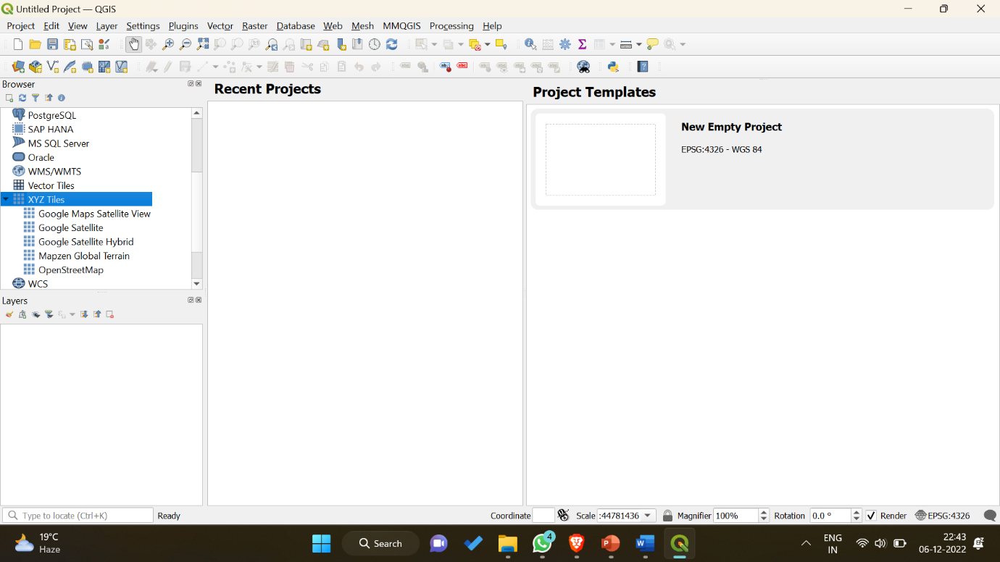 Untitled Project — QGIS
Project Edit View Layer Settings Plugins Vector Raster Database Web Mesh MMQGIS Processing Help
Browser
PostgreSQL
SAP HANA
MS SQL Server
Oracle
WMS/WMTS
Vector Tiles
XYZ Tiles
Google Maps Satellite View
Google Satellite
Google Satellite Hybrid
Mapzen Global Terrain
OpenStreetMap
WCS
Layers
Recent Projects
Project Templates
New Empty Project
EPSG:4326 - WGS 84
Type to locate (Ctrl+K) Ready Coordinate Scale :44781436 Magnifier 100% Rotation 0.0 ° Render EPSG:4326
19°C
Haze
Search
4
ENG
IN
22:43
06-12-2022